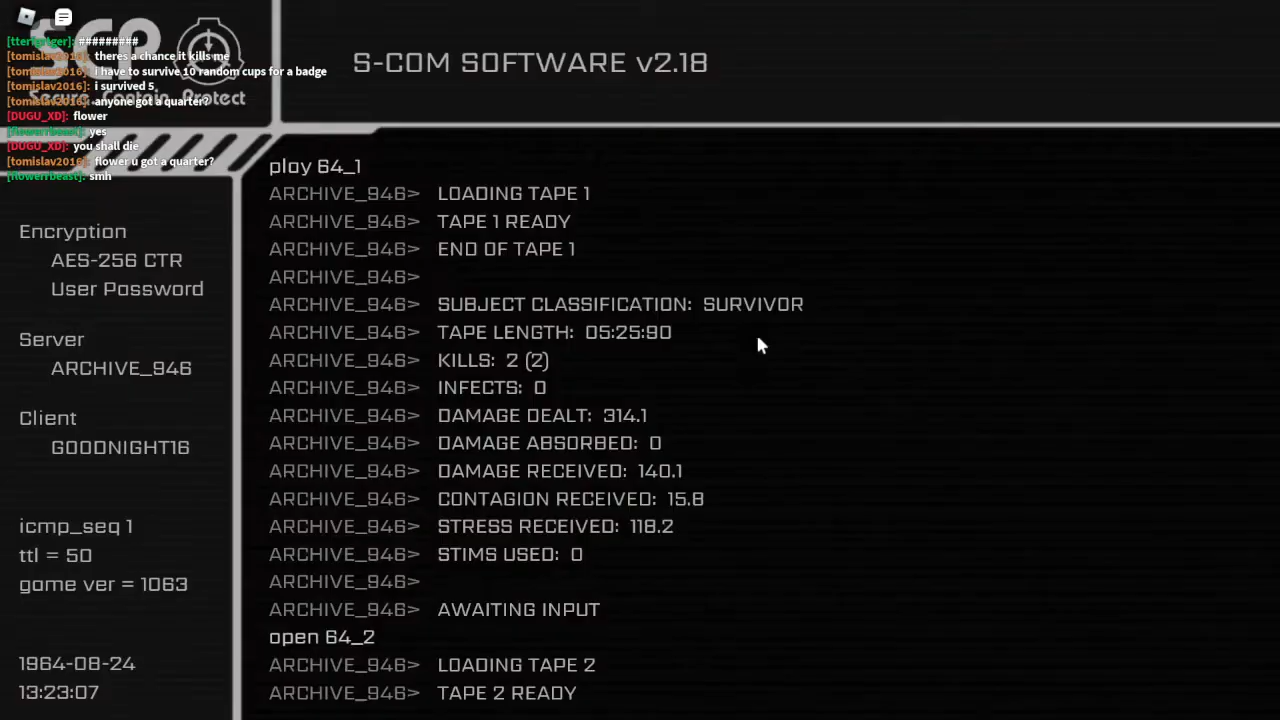 SCP
Secure. Contain. Protect
S-COM SOFTWARE v2.18
#########
[tomislav2016]: theres a chance it kills me
[tomislav2016]: i have to survive 10 random cups for a badge
[tomislav2016]: i survived 5
[tomislav2016]: anyone got a quarter?
[DUGU_XD]: flower
[flowerrbeast]: yes
[DUGU_XD]: you shall die
[tomislav2016]: flower u got a quarter?
[flowerrbeast]: smh
Encryption
AES-256 CTR
User Password
Server
ARCHIVE_946
Client
GOODNIGHT16
icmp_seq 1
ttl = 50
game ver = 1063
1964-08-24
13:23:07
play 64_1
ARCHIVE_946> LOADING TAPE 1
ARCHIVE_946> TAPE 1 READY
ARCHIVE_946> END OF TAPE 1
ARCHIVE_946>
ARCHIVE_946> SUBJECT CLASSIFICATION: SURVIVOR
ARCHIVE_946> TAPE LENGTH: 05:25:90
ARCHIVE_946> KILLS: 2 (2)
ARCHIVE_946> INFECTS: 0
ARCHIVE_946> DAMAGE DEALT: 314.1
ARCHIVE_946> DAMAGE ABSORBED: 0
ARCHIVE_946> DAMAGE RECEIVED: 140.1
ARCHIVE_946> CONTAGION RECEIVED: 15.8
ARCHIVE_946> STRESS RECEIVED: 118.2
ARCHIVE_946> STIMS USED: 0
ARCHIVE_946>
ARCHIVE_946> AWAITING INPUT
open 64_2
ARCHIVE_946> LOADING TAPE 2
ARCHIVE_946> TAPE 2 READY